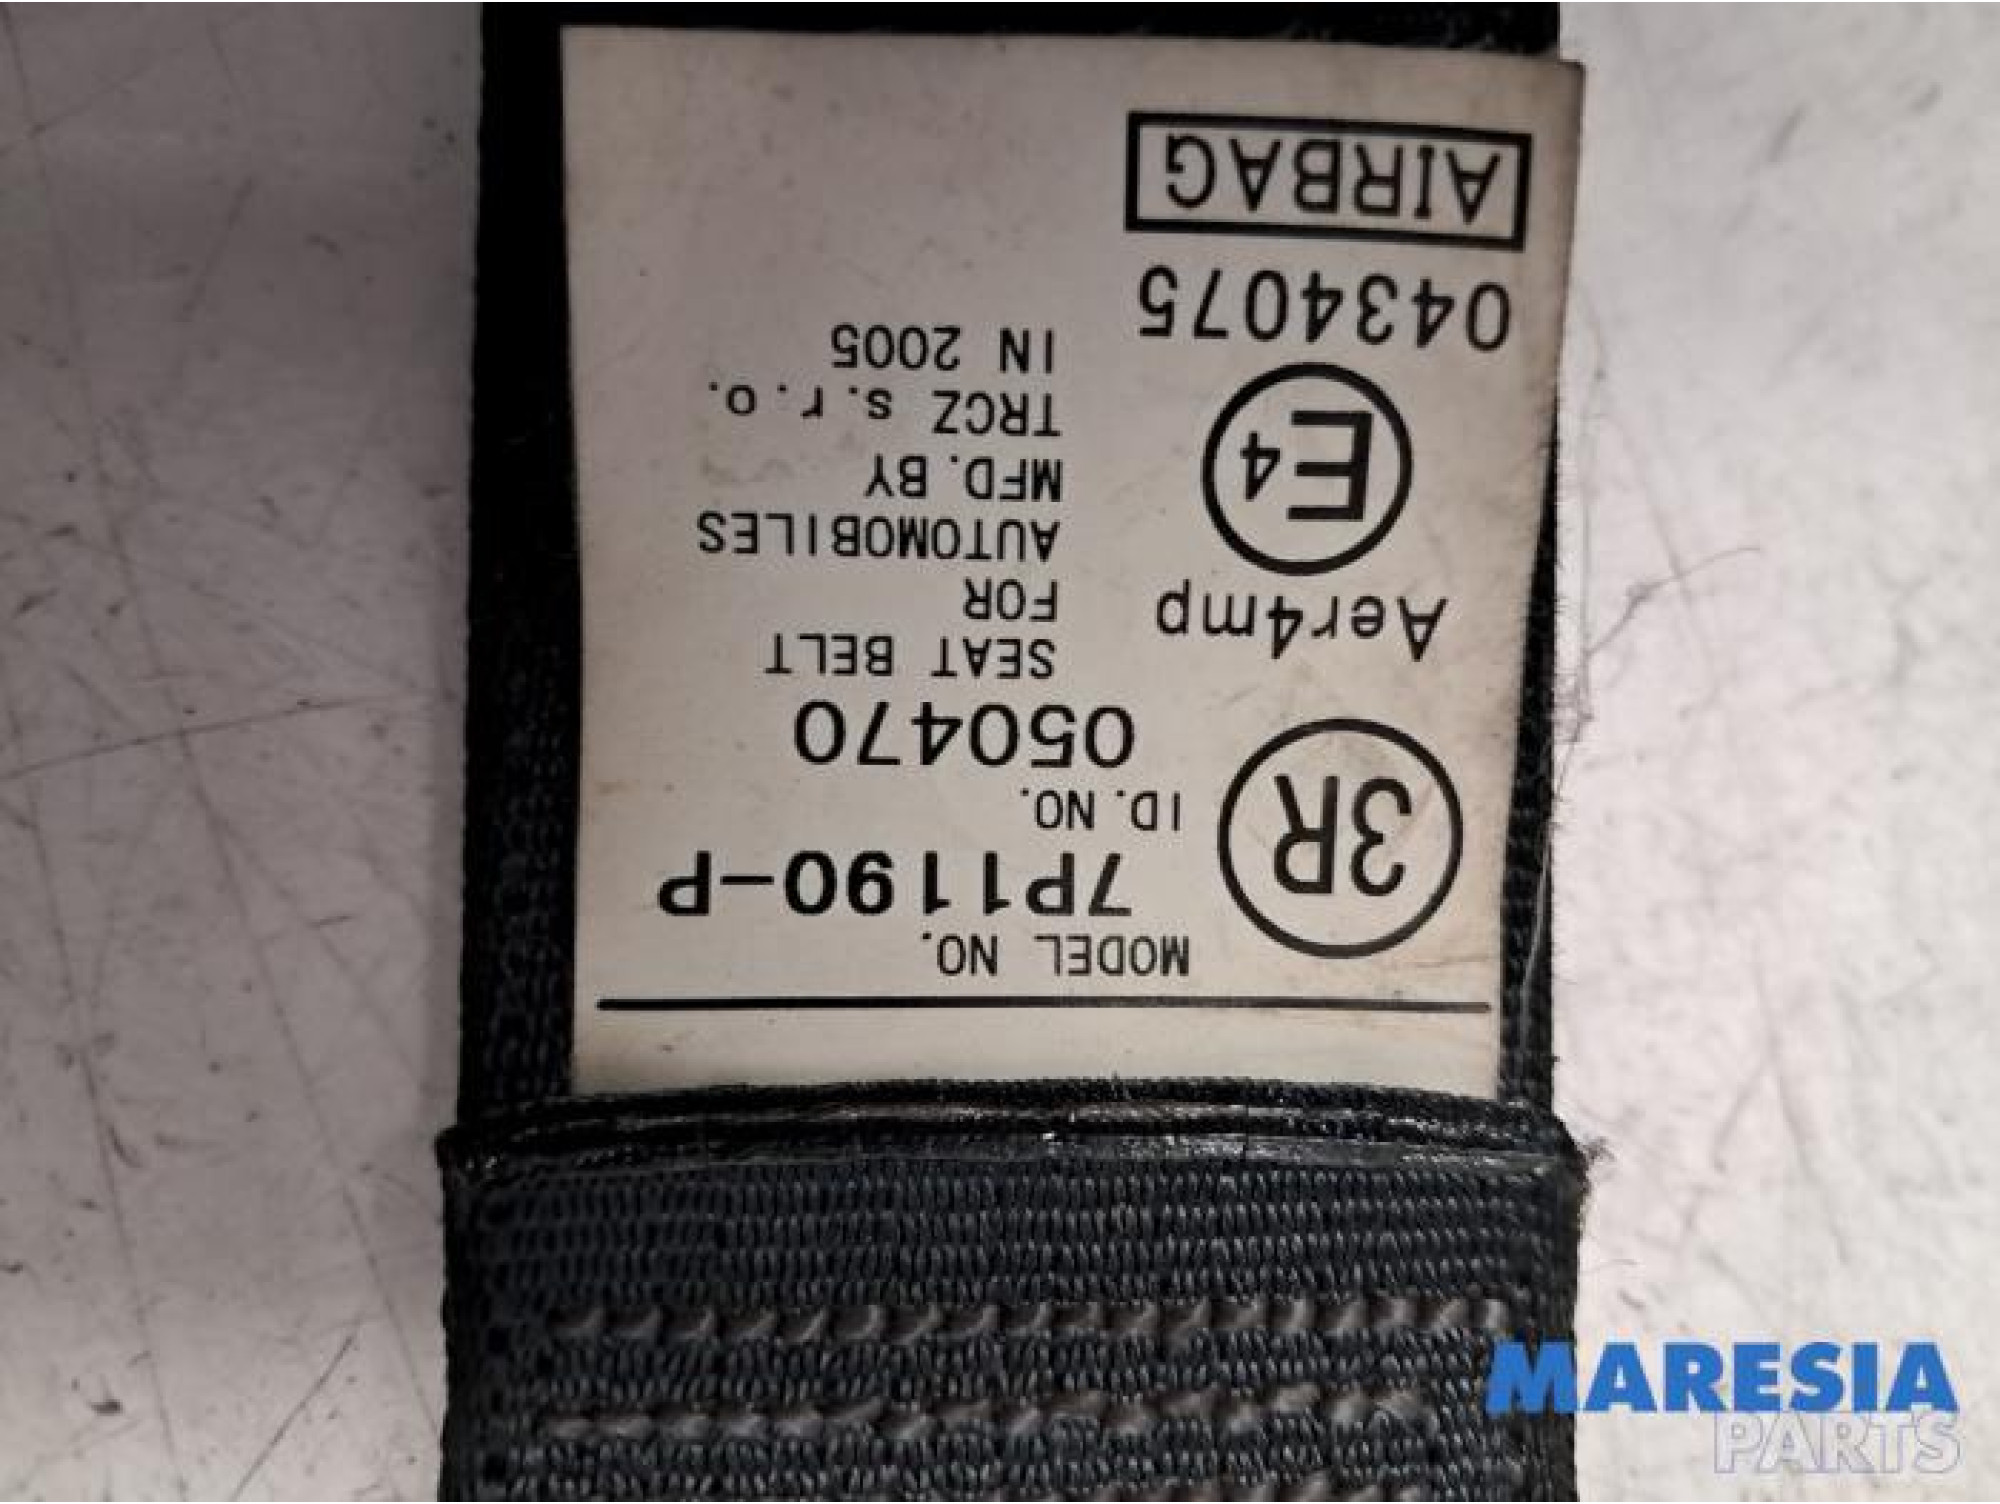 MODEL NO.
7P1190-P
3R
ID.NO.
050470
SEAT BELT
FOR
AUTOMOBILES
MFD.BY
TRCZ s.r.o.
IN 2005
Aer4mp
E4
0434075
AIRBAG
MARESIA
PARTS